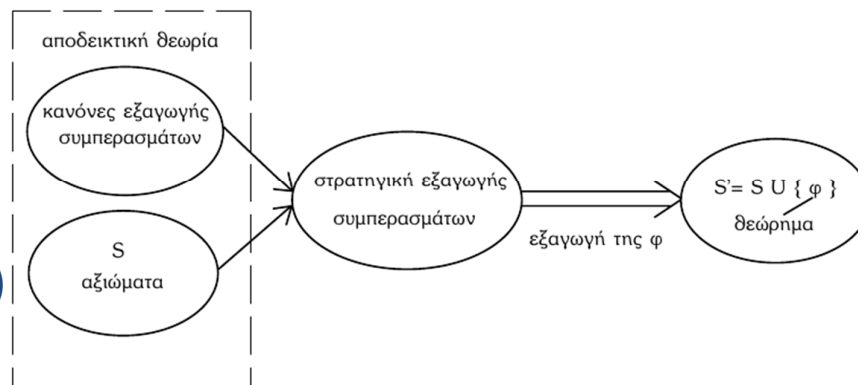 αποδεικτική θεωρία
κανόνες εξαγωγής
συμπερασμάτων
S
αξιώματα
στρατηγική εξαγωγής
συμπερασμάτων
εξαγωγή της φ
S'= S U { φ }
θεώρημα